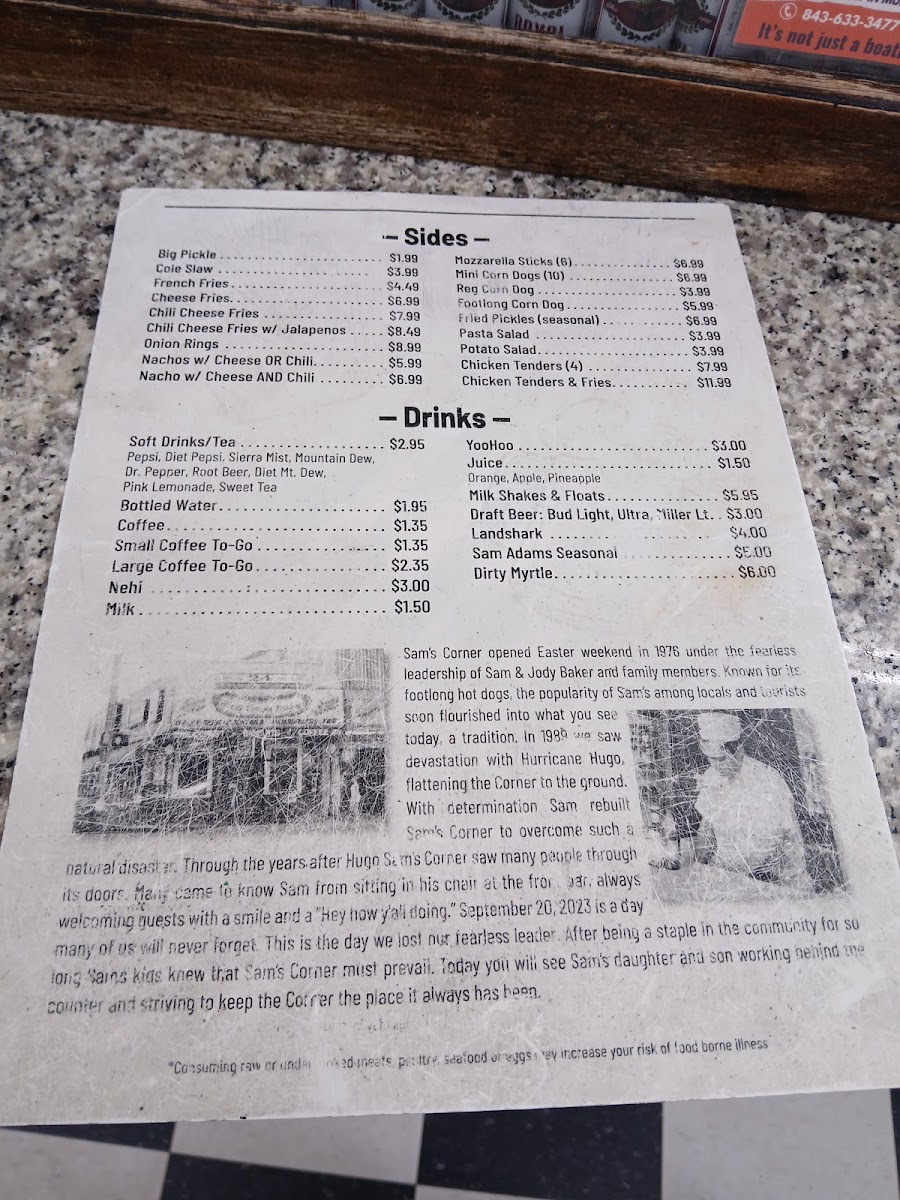 843-633-3477
It's not just a boat
– Sides –
Big Pickle . . . . . . . . . . . . . . . . . . . . . . . . . $1.99
Cole Slaw . . . . . . . . . . . . . . . . . . . . . . . . . $3.99
French Fries . . . . . . . . . . . . . . . . . . . . . . . $4.49
Cheese Fries. . . . . . . . . . . . . . . . . . . . . . . $6.99
Chili Cheese Fries . . . . . . . . . . . . . . . . . . $7.99
Chili Cheese Fries w/ Jalapenos . . . . . $8.49
Onion Rings . . . . . . . . . . . . . . . . . . . . . . . $8.99
Nachos w/ Cheese OR Chili. . . . . . . . . . $5.99
Nacho w/ Cheese AND Chili . . . . . . . . . $6.99
Mozzarella Sticks (6) . . . . . . . . . . . . . . $6.99
Mini Corn Dogs (10) . . . . . . . . . . . . . . . $6.99
Reg Corn Dog . . . . . . . . . . . . . . . . . . . . $3.99
Footlong Corn Dog . . . . . . . . . . . . . . . . $5.99
Fried Pickles (seasonal) . . . . . . . . . . . $6.99
Pasta Salad . . . . . . . . . . . . . . . . . . . . . $3.99
Potato Salad. . . . . . . . . . . . . . . . . . . . . $3.99
Chicken Tenders (4) . . . . . . . . . . . . . . $7.99
Chicken Tenders & Fries. . . . . . . . . . . $11.99
– Drinks –
Soft Drinks/Tea . . . . . . . . . . . . . . . . . . $2.95
Pepsi, Diet Pepsi, Sierra Mist, Mountain Dew,
Dr. Pepper, Root Beer, Diet Mt. Dew,
Pink Lemonade, Sweet Tea
Bottled Water. . . . . . . . . . . . . . . . . . . . $1.95
Coffee . . . . . . . . . . . . . . . . . . . . . . . . . . $1.35
Small Coffee To-Go . . . . . . . . . . . . . . . $1.35
Large Coffee To-Go . . . . . . . . . . . . . . . $2.35
Nehi . . . . . . . . . . . . . . . . . . . . . . . . . . . $3.00
Milk . . . . . . . . . . . . . . . . . . . . . . . . . . . . $1.50
YooHoo . . . . . . . . . . . . . . . . . . . . . . . . $3.00
Juice . . . . . . . . . . . . . . . . . . . . . . . . . . $1.50
Orange, Apple, Pineapple
Milk Shakes & Floats . . . . . . . . . . . . . $5.95
Draft Beer: Bud Light, Ultra, Miller Lt. . $3.00
Landshark . . . . . . . . . . . . . . . . . . . . . $4.00
Sam Adams Seasonal . . . . . . . . . . . . $5.00
Dirty Myrtle . . . . . . . . . . . . . . . . . . . . $6.00
Sam's Corner opened Easter weekend in 1976 under the fearless
leadership of Sam & Jody Baker and family members. Known for its
footlong hot dogs, the popularity of Sam's among locals and tourists
soon flourished into what you see
today, a tradition. In 1989 we saw
devastation with Hurricane Hugo,
flattening the Corner to the ground.
With determination Sam rebuilt
Sam's Corner to overcome such a
natural disaster. Through the years after Hugo Sam's Corner saw many people through
its doors. Many came to know Sam from sitting in his chair at the front bar, always
welcoming guests with a smile and a "Hey how y'all doing." September 20, 2023 is a day
many of us will never forget. This is the day we lost our fearless leader. After being a staple in the community for so
long Sam's kids knew that Sam's Corner must prevail. Today you will see Sam's daughter and son working behind the
counter and striving to keep the Corner the place it always has been.
*Consuming raw or undercooked meats, poultry, seafood or eggs may increase your risk of food borne illness